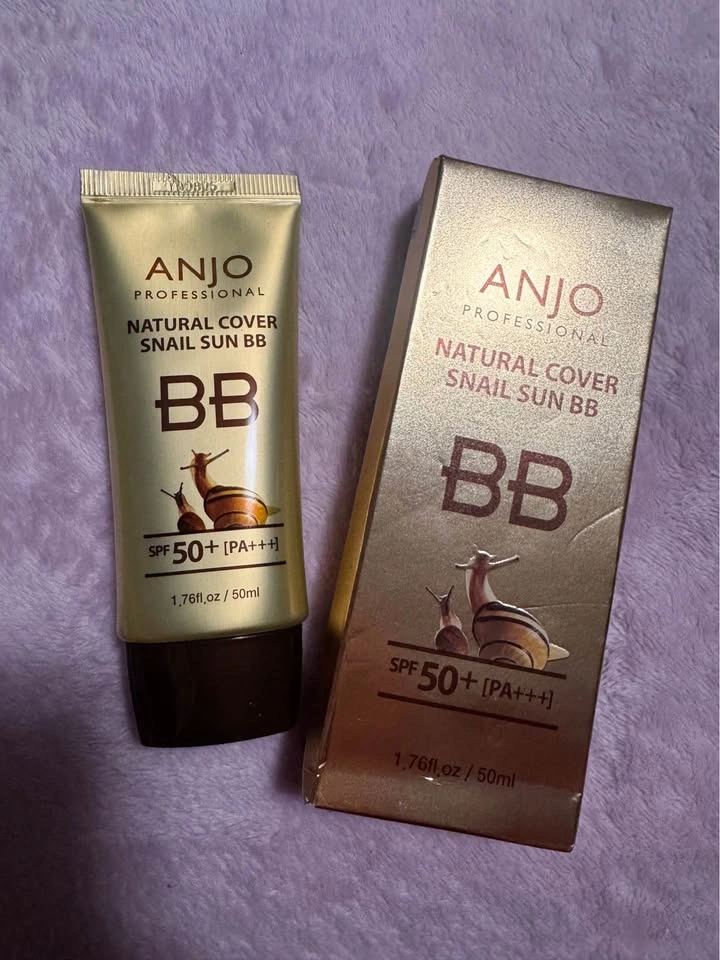 ANJO
PROFESSIONAL
NATURAL COVER
SNAIL SUN BB
BB
SPF 50+ [PA+++]
1.76fl.oz / 50ml
ANJO
PROFESSIONAL
NATURAL COVER
SNAIL SUN BB
BB
SPF 50+ [PA+++]
1.76fl.oz / 50ml